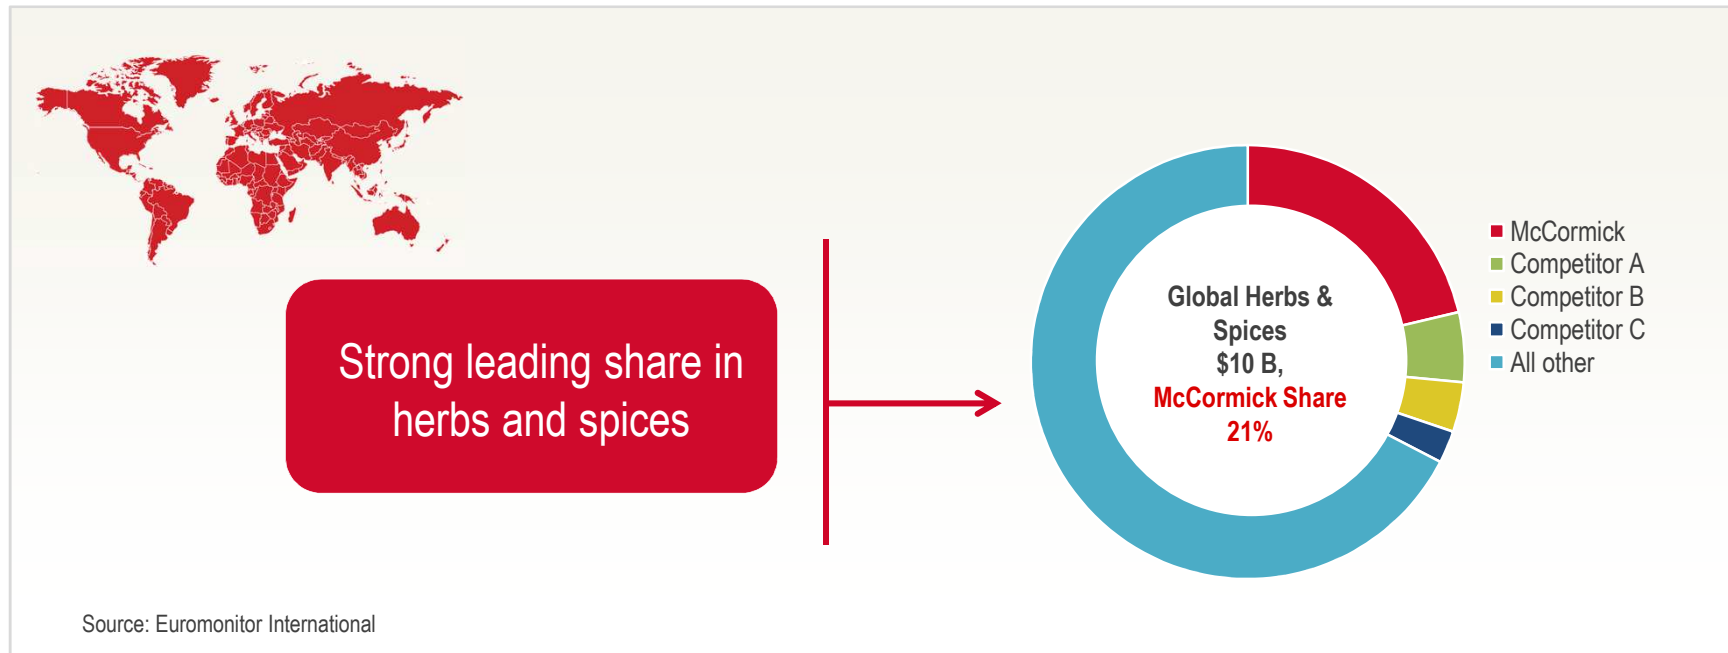 Strong leading share in
herbs and spices
Global Herbs &
Spices
$10 B,
McCormick Share
21%
McCormick
Competitor A
Competitor B
Competitor C
All other
Source: Euromonitor International